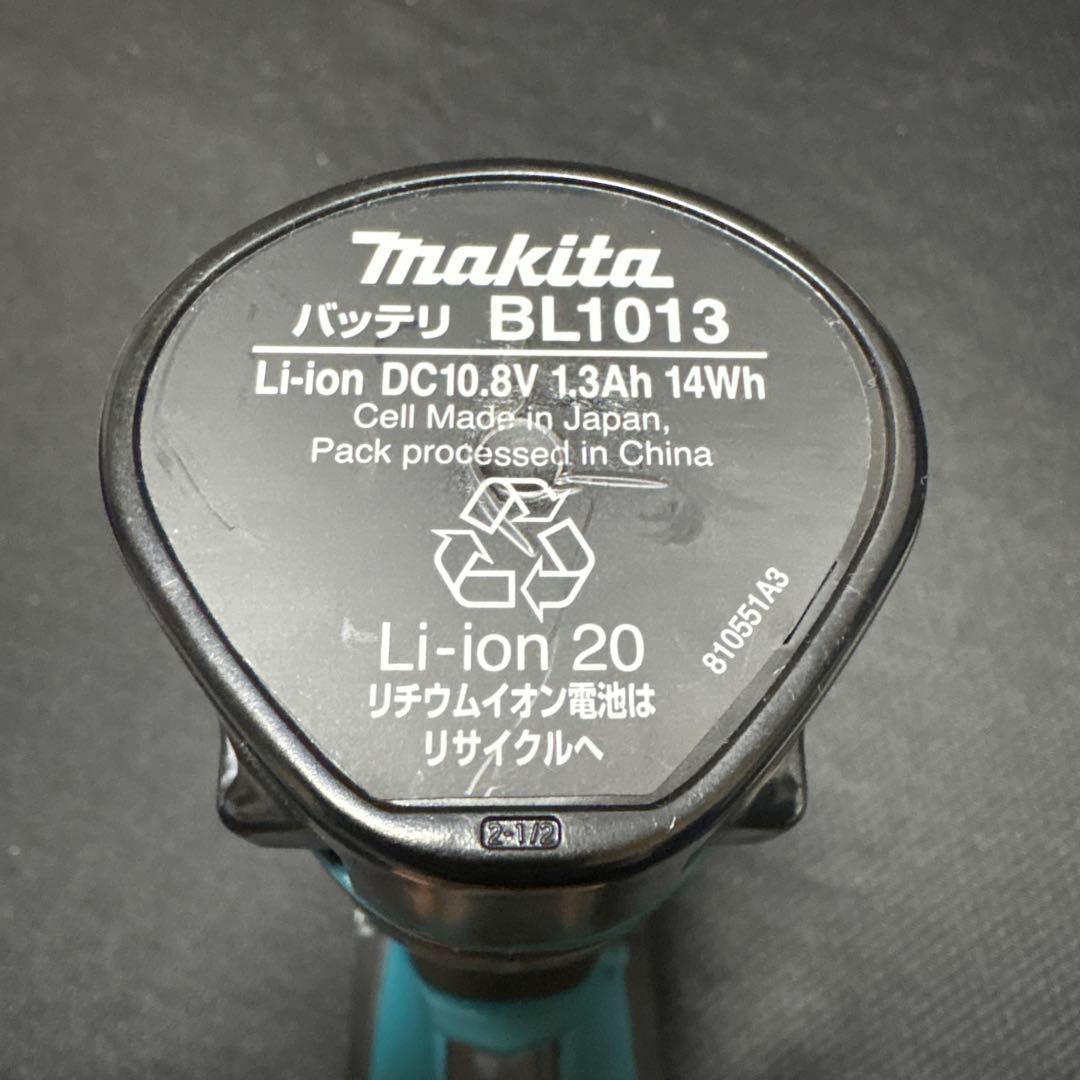 makita
バッテリ BL1013
Li-ion DC10.8V 1.3Ah 14Wh
Cell Made in Japan,
Pack processed in China
Li-ion 20
リチウムイオン電池は
リサイクルへ
810551A3
2-1/2